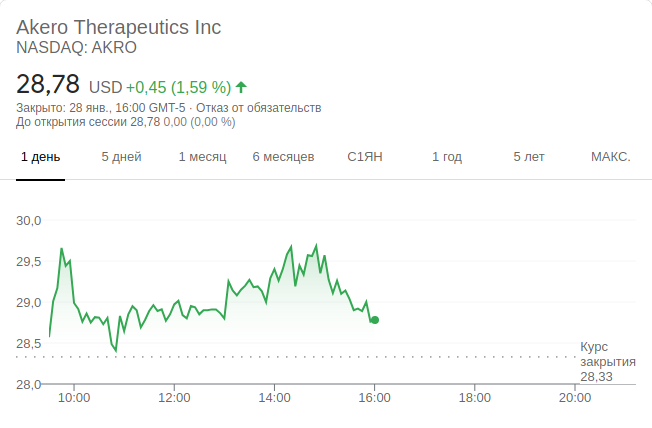 Akero Therapeutics Inc
NASDAQ: AKRO
28,78 USD +0,45 (1,59 %)
Закрыто: 28 янв., 16:00 GMT-5 · Отказ от обязательств
До открытия сессии 28,78 0,00 (0,00 %)
1 день 5 дней 1 месяц 6 месяцев С1ЯН 1 год 5 лет МАКС.
30,0
29,5
29,0
28,5
Курс
закрытия
28,33
28,0
10:00 12:00 14:00 16:00 18:00 20:00